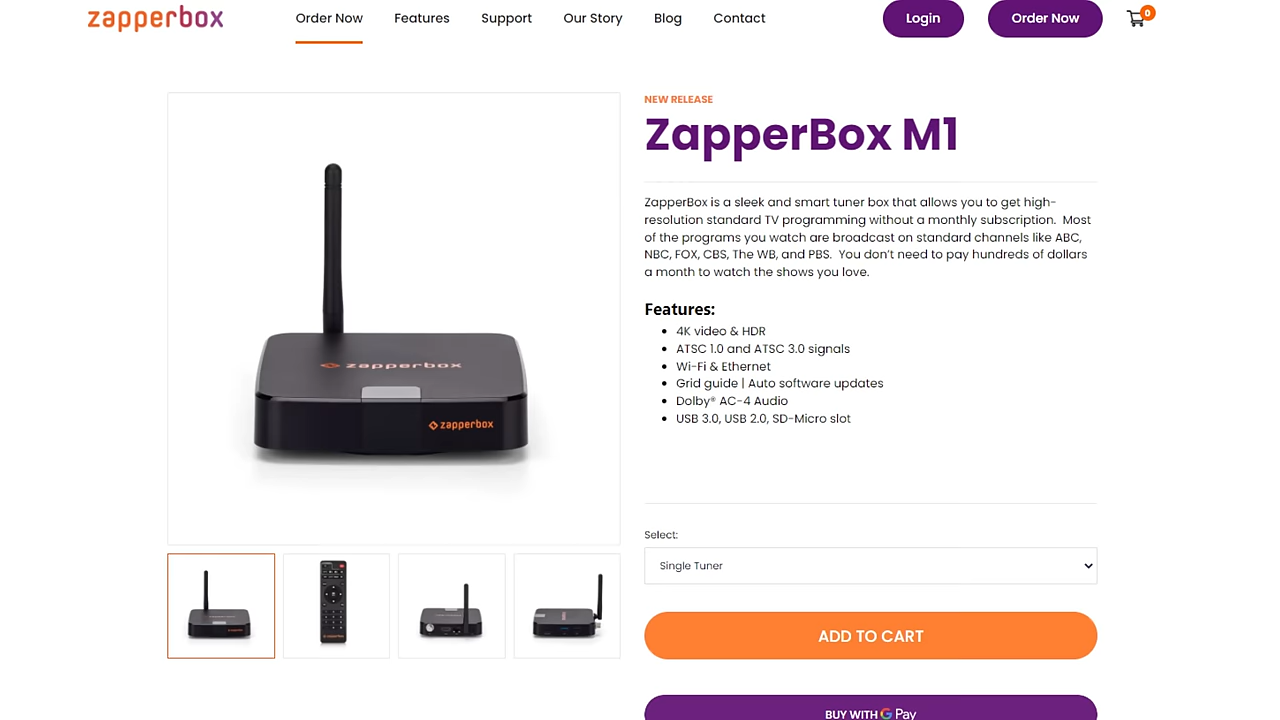 zapperbox
Order Now
Features
Support
Our Story
Blog
Contact
Login
Order Now
0
zapperbox
zapperbox
NEW RELEASE
ZapperBox M1
ZapperBox is a sleek and smart tuner box that allows you to get high-
resolution standard TV programming without a monthly subscription. Most
of the programs you watch are broadcast on standard channels like ABC,
NBC, FOX, CBS, The WB, and PBS. You don't need to pay hundreds of dollars
a month to watch the shows you love.
Features:
4K video & HDR
ATSC 1.0 and ATSC 3.0 signals
Wi-Fi & Ethernet
Grid guide | Auto software updates
Dolby® AC-4 Audio
USB 3.0, USB 2.0, SD-Micro slot
Select:
Single Tuner
ADD TO CART
BUY WITH G Pay